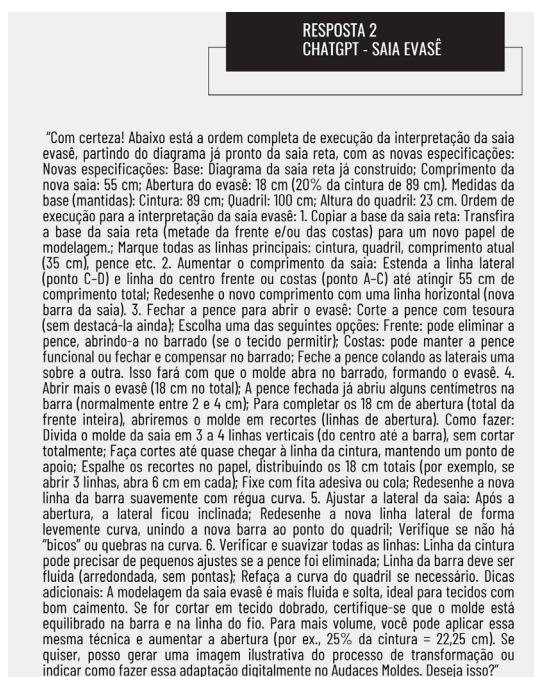 RESPOSTA 2
CHATGPT - SAIA EVASÊ
“Com certeza! Abaixo está a ordem completa de execução da interpretação da saia
evasê, partindo do diagrama já pronto da saia reta, com as novas especificações:
Novas especificações: Base: Diagrama da saia reta já construído; Comprimento da
nova saia: 55 cm; Abertura do evasê: 18 cm (20% da cintura de 89 cm). Medidas da
base (mantidas): Cintura: 89 cm; Quadril: 100 cm; Altura do quadril: 23 cm. Ordem de
execução para a interpretação da saia evasê: 1. Copiar a base da saia reta: Transfira
a base da saia reta (metade da frente e/ou das costas) para um novo papel de
modelagem.; Marque todas as linhas principais: cintura, quadril, comprimento atual
(35 cm), pence etc. 2. Aumentar o comprimento da saia: Estenda a linha lateral
(ponto C–D) e linha do centro frente ou costas (ponto A–C) até atingir 55 cm de
comprimento total; Redesenhe o novo comprimento com uma linha horizontal (nova
barra da saia). 3. Fechar a pence para abrir o evasê: Corte a pence com tesoura
(sem destacá-la ainda); Escolha uma das seguintes opções: Frente: pode eliminar a
pence, abrindo-a no barrado (se o tecido permitir); Costas: pode manter a pence
funcional ou fechar e compensar no barrado; Feche a pence colando as laterais uma
sobre a outra. Isso fará com que o molde abra no barrado, formando o evasê. 4.
Abrir mais o evasê (18 cm no total); A pence fechada já abriu alguns centímetros na
barra (normalmente entre 2 e 4 cm); Para completar os 18 cm de abertura (total da
frente inteira), abriremos o molde em recortes (linhas de abertura). Como fazer:
Divida o molde da saia em 3 a 4 linhas verticais (do centro até a barra), sem cortar
totalmente; Faça cortes até quase chegar à linha da cintura, mantendo um ponto de
apoio; Espalhe os recortes no papel, distribuindo os 18 cm totais (por exemplo, se
abrir 3 linhas, abra 6 cm em cada); Fixe com fita adesiva ou cola; Redesenhe a nova
linha da barra suavemente com régua curva. 5. Ajustar a lateral da saia: Após a
abertura, a lateral ficou inclinada; Redesenhe a nova linha lateral de forma
levemente curva, unindo a nova barra ao ponto do quadril; Verifique se não há
“bicos” ou quebras na curva. 6. Verificar e suavizar todas as linhas: Linha da cintura
pode precisar de pequenos ajustes se a pence foi eliminada; Linha da barra deve ser
fluida (arredondada, sem pontas); Refaça a curva do quadril se necessário. Dicas
adicionais: A modelagem da saia evasê é mais fluida e solta, ideal para tecidos com
bom caimento. Se for cortar em tecido dobrado, certifique-se que o molde está
equilibrado na barra e na linha do fio. Para mais volume, você pode aplicar essa
mesma técnica e aumentar a abertura (por ex., 25% da cintura = 22,25 cm). Se
quiser, posso gerar uma imagem ilustrativa do processo de transformação ou
indicar como fazer essa adaptação digitalmente no Audaces Moldes. Deseja isso?”